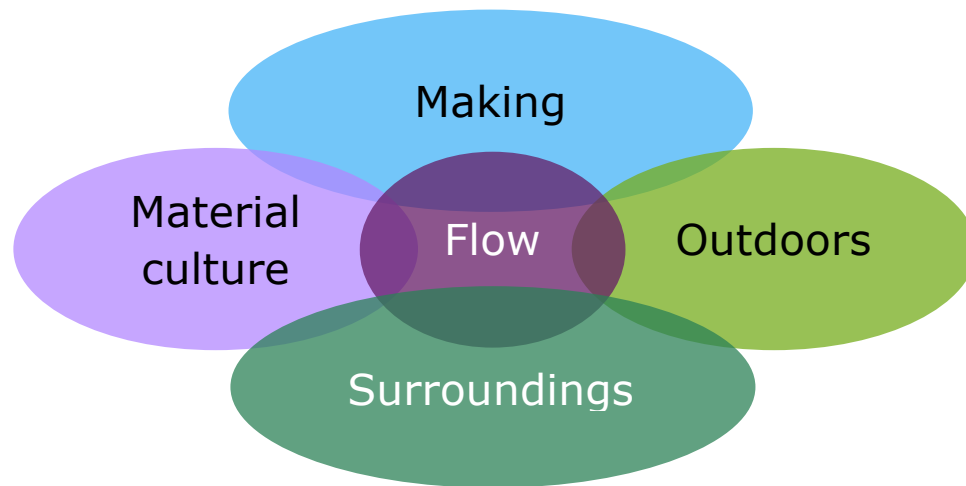 Making
Material
culture
Flow
Outdoors
Surroundings